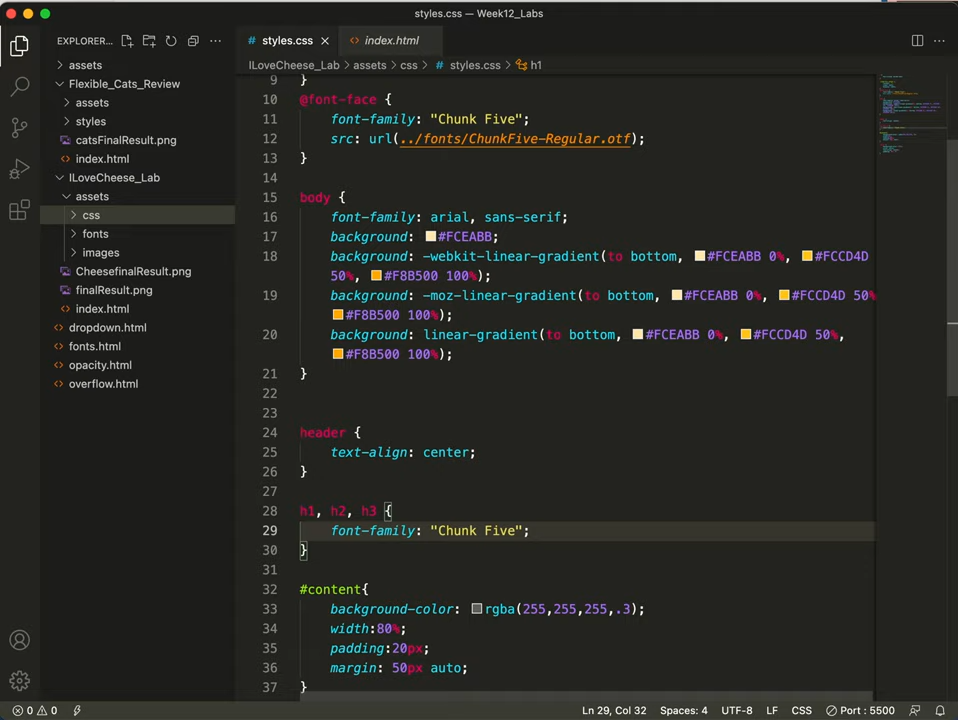 styles.css — Week12_Labs
EXPLORER...
styles.css
index.html
assets
Flexible_Cats_Review
assets
styles
catsFinalResult.png
index.html
ILoveCheese_Lab
assets
css
fonts
images
CheesefinalResult.png
finalResult.png
index.html
dropdown.html
fonts.html
opacity.html
overflow.html
ILoveCheese_Lab > assets > css > # styles.css > h1
9 }
10 @font-face {
11 font-family: "Chunk Five";
12 src: url(../fonts/ChunkFive-Regular.otf);
13 }
14
15 body {
16 font-family: arial, sans-serif;
17 background: #FCEABB;
18 background: -webkit-linear-gradient(to bottom, #FCEABB 0%, #FCCD4D
50%, #F8B500 100%);
19 background: -moz-linear-gradient(to bottom, #FCEABB 0%, #FCCD4D 50%
#F8B500 100%);
20 background: linear-gradient(to bottom, #FCEABB 0%, #FCCD4D 50%,
#F8B500 100%);
21 }
22
23
24 header {
25 text-align: center;
26 }
27
28 h1, h2, h3 {
29 font-family: "Chunk Five";
30 }
31
32 #content{
33 background-color: rgba(255,255,255,.3);
34 width:80%;
35 padding:20px;
36 margin: 50px auto;
37 }
0 0 Ln 29, Col 32 Spaces: 4 UTF-8 LF CSS Port : 5500